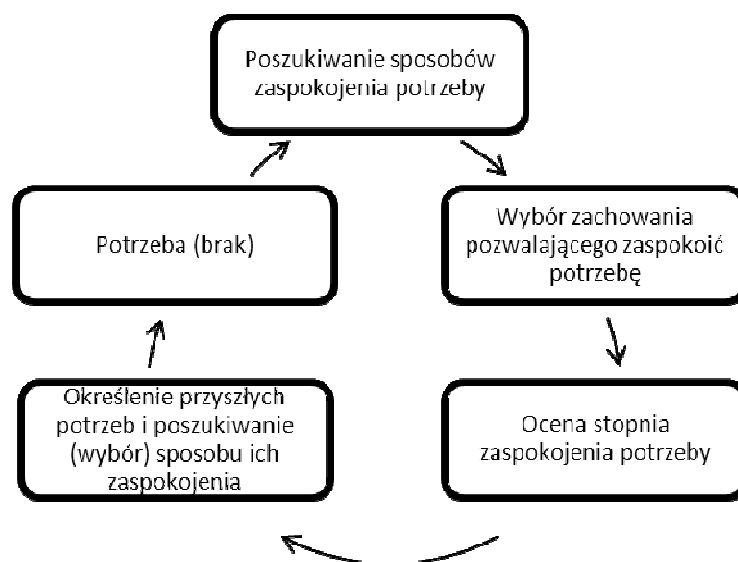 Poszukiwanie sposobów
zaspokojenia potrzeby
Potrzeba (brak)
Wybór zachowania
pozwalającego zaspokoić
potrzebę
Określenie przyszłych
potrzeb i poszukiwanie
(wybór) sposobu ich
zaspokojenia
Ocena stopnia
zaspokojenia potrzeby